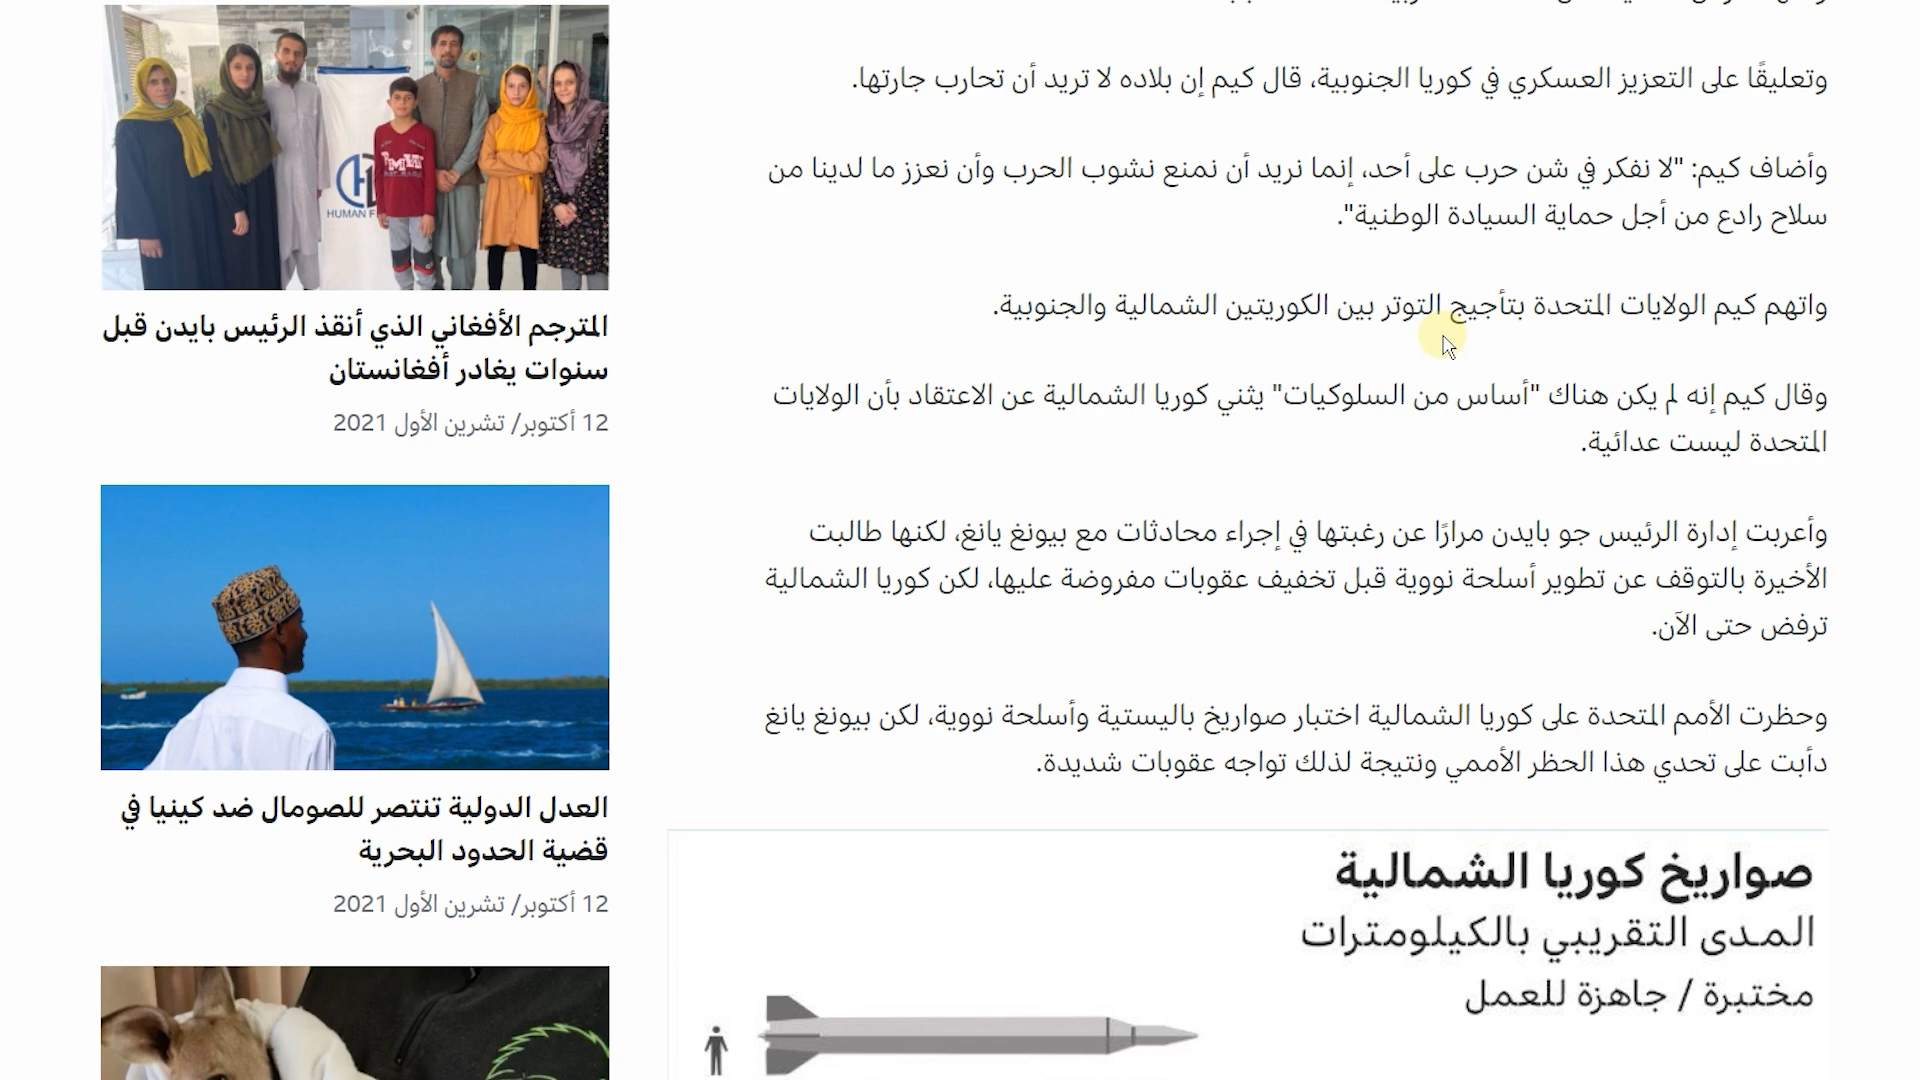 وتعليقًا على التعزيز العسكري في كوريا الجنوبية، قال كيم إن بلاده لا تريد أن تحارب جارتها.
وأضاف كيم: "لا نفكر في شن حرب على أحد، إنما نريد أن نمنع نشوب الحرب وأن نعزز ما لدينا من
سلاح رادع من أجل حماية السيادة الوطنية".
واتهم كيم الولايات المتحدة بتأجيج التوتر بين الكوريتين الشمالية والجنوبية.
وقال كيم إنه لم يكن هناك "أساس من السلوكيات" يثني كوريا الشمالية عن الاعتقاد بأن الولايات
المتحدة ليست عدائية.
وأعربت إدارة الرئيس جو بايدن مرارًا عن رغبتها في إجراء محادثات مع بيونغ يانغ، لكنها طالبت
الأخيرة بالتوقف عن تطوير أسلحة نووية قبل تخفيف عقوبات مفروضة عليها، لكن كوريا الشمالية
ترفض حتى الآن.
وحظرت الأمم المتحدة على كوريا الشمالية اختبار صواريخ باليستية وأسلحة نووية، لكن بيونغ يانغ
دأبت على تحدي هذا الحظر الأممي ونتيجة لذلك تواجه عقوبات شديدة.
صواريخ كوريا الشمالية
المدى التقريبي بالكيلومترات
مختبرة / جاهزة للعمل
HUMAN
المترجم الأفغاني الذي أنقذ الرئيس بايدن قبل
سنوات يغادر أفغانستان
12 أكتوبر/ تشرين الأول 2021
العدل الدولية تنتصر للصومال ضد كينيا في
قضية الحدود البحرية
12 أكتوبر/ تشرين الأول 2021